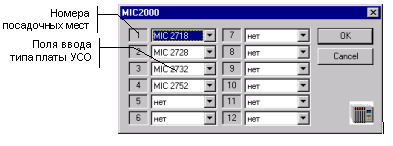 Номера
посадочных мест
Поля ввода
типа платы УСО
MIC2000
1 MIC 2718 7 нет OK
2 MIC 2728 8 нет Cancel
3 MIC 2732 9 нет
4 MIC 2752 10 нет
5 нет 11 нет
6 нет 12 нет